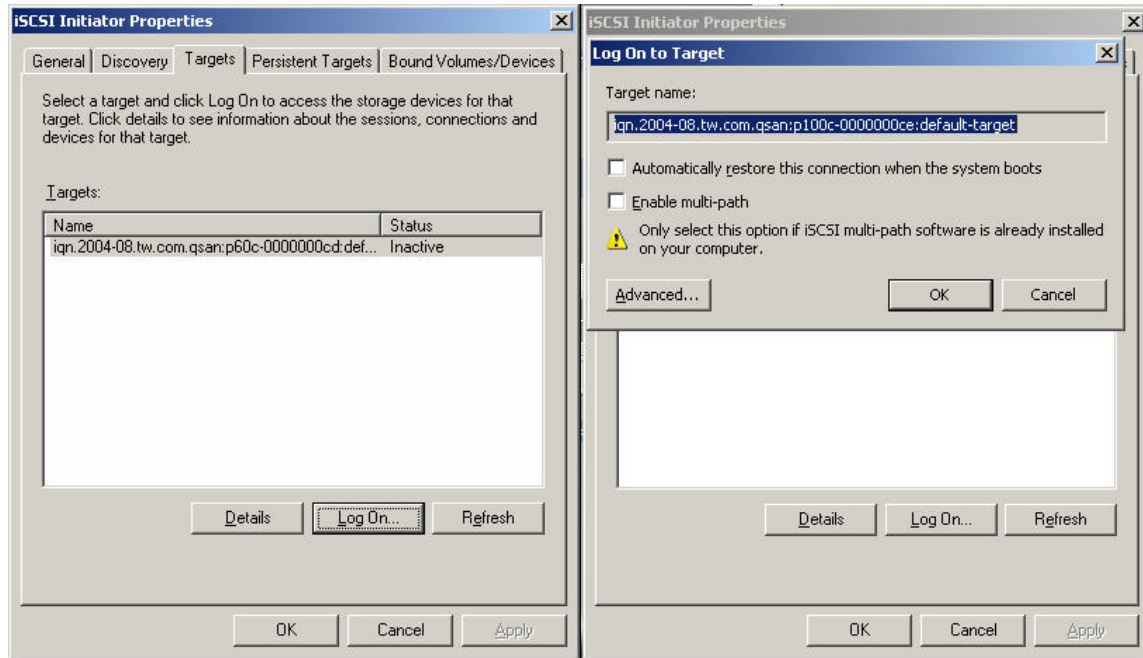 iSCSI Initiator Properties
General Discovery Targets Persistent Targets Bound Volumes/Devices
Select a target and click Log On to access the storage devices for that
target. Click details to see information about the sessions, connections and
devices for that target.
Targets:
Name Status
iqn.2004-08.tw.com.qsan:p60c-0000000cd:def... Inactive
Details Log On... Refresh
OK Cancel Apply
iSCSI Initiator Properties
Log On to Target
Target name:
iqn.2004-08.tw.com.qsan:p100c-0000000ce:default-target
Automatically restore this connection when the system boots
Enable multi-path
Only select this option if iSCSI multi-path software is already installed
on your computer.
Advanced... OK Cancel
Details Log On... Refresh
OK Cancel Apply